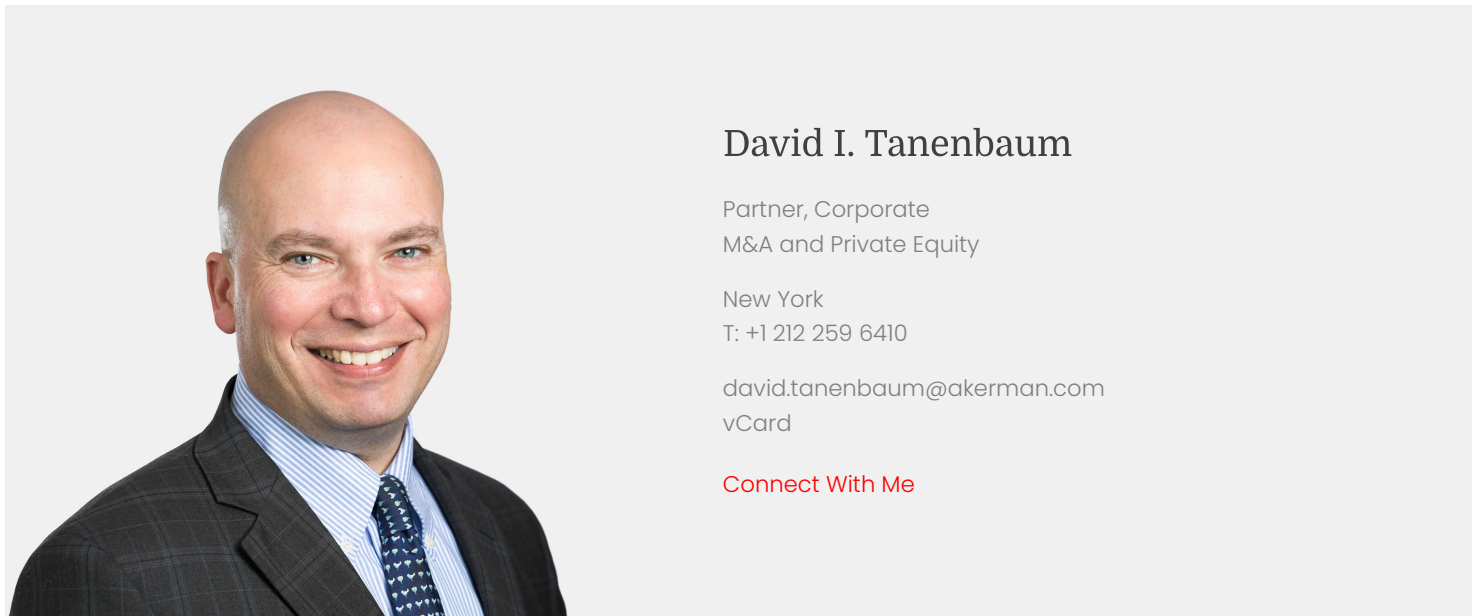 David I. Tanenbaum
Partner, Corporate
M&A and Private Equity
New York
T: +1 212 259 6410
david.tanenbaum@akerman.com
vCard
Connect With Me